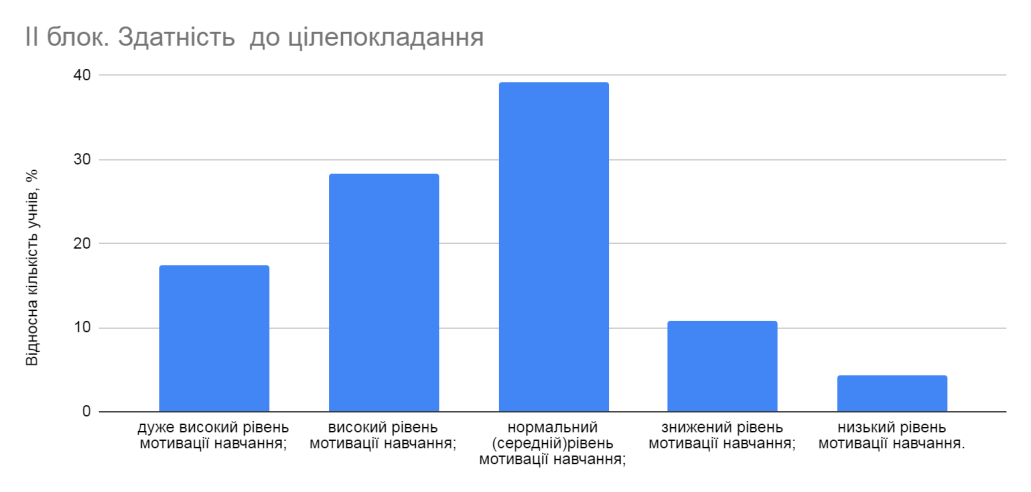 II блок. Здатність  до цілепокладання
Відносна кількість учнів, %
40
30
20
10
0
дуже високий рівень
мотивації навчання;
високий рівень
мотивації навчання;
нормальний
(середній)рівень
мотивації навчання;
знижений рівень
мотивації навчання;
низький рівень
мотивації навчання.